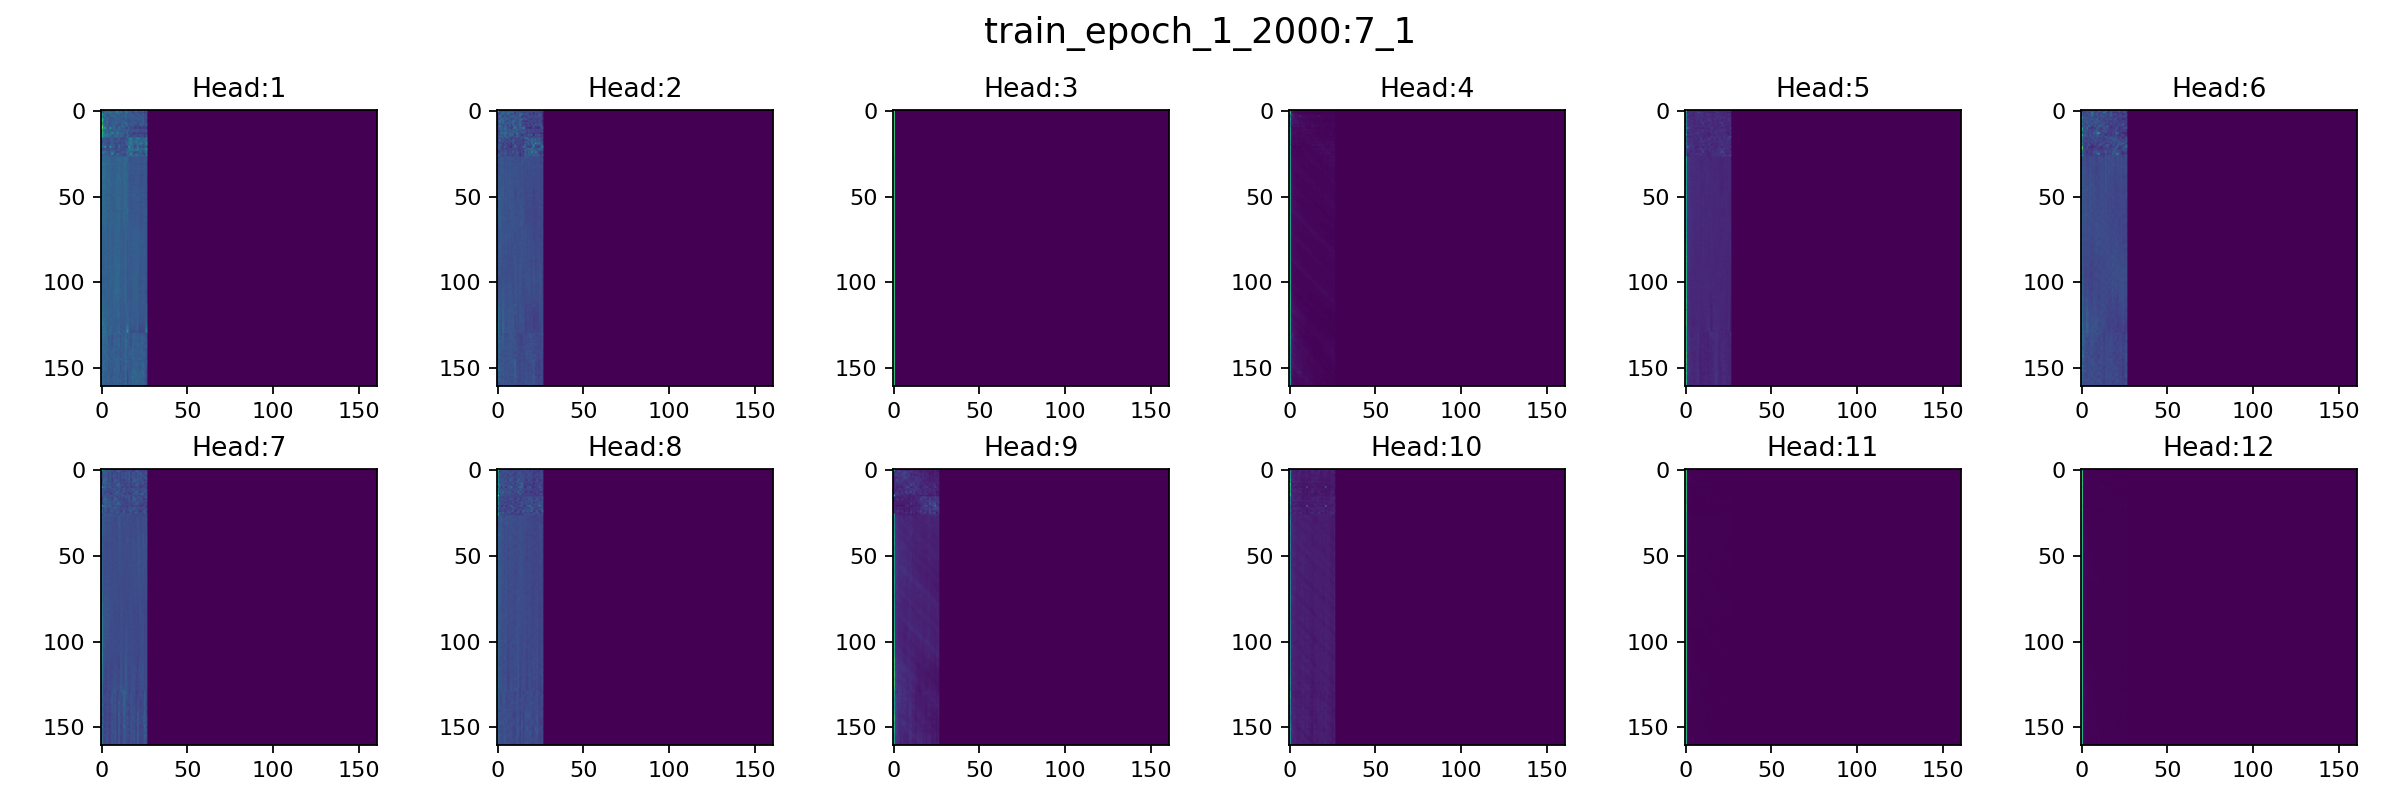 train_epoch_1_2000:7_1
Head:1 Head:2 Head:3 Head:4 Head:5 Head:6
0 0 0 0 0 0
50 50 50 50 50 50
100 100 100 100 100 100
150 150 150 150 150 150
0 50 100 150 0 50 100 150 0 50 100 150 0 50 100 150 0 50 100 150 0 50 100 150
Head:7 Head:8 Head:9 Head:10 Head:11 Head:12
0 0 0 0 0 0
50 50 50 50 50 50
100 100 100 100 100 100
150 150 150 150 150 150
0 50 100 150 0 50 100 150 0 50 100 150 0 50 100 150 0 50 100 150 0 50 100 150